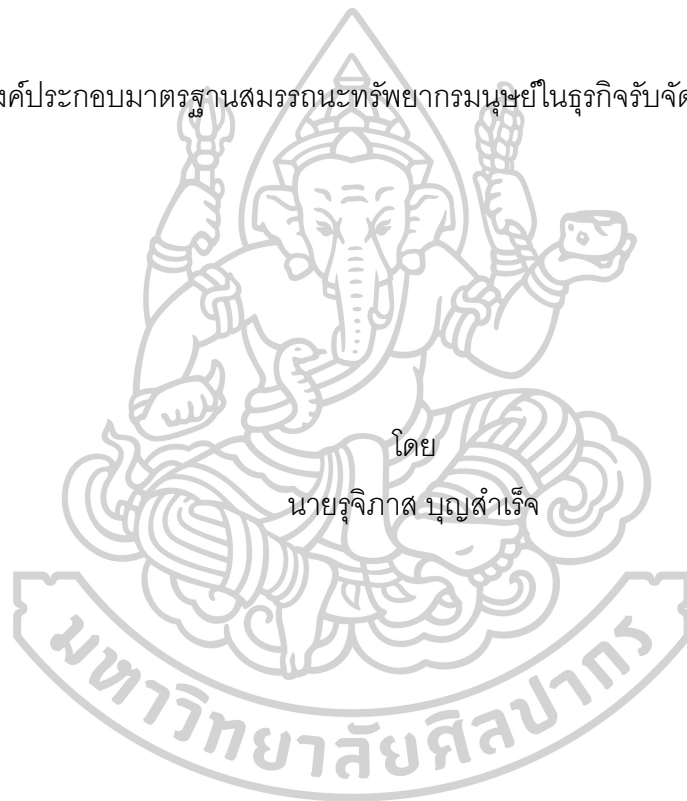 งค์ประกอบมาตรฐานสมรรถนะทรัพยากรมนุษย์ในธุรกิจรับจัด
โดย
นายรุจิภาส บุญสำเร็จ
มหาวิทยาลัยศิลปากร